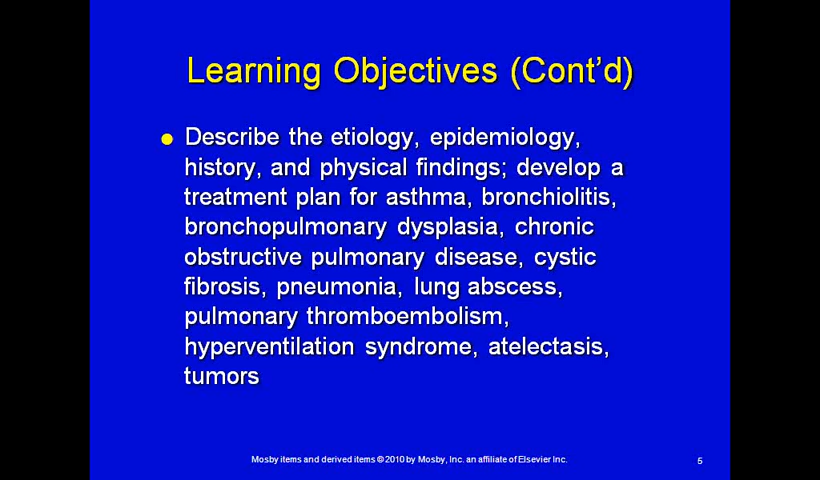 Learning Objectives (Cont’d)
● Describe the etiology, epidemiology,
history, and physical findings; develop a
treatment plan for asthma, bronchiolitis,
bronchopulmonary dysplasia, chronic
obstructive pulmonary disease, cystic
fibrosis, pneumonia, lung abscess,
pulmonary thromboembolism,
hyperventilation syndrome, atelectasis,
tumors
Mosby items and derived items © 2010 by Mosby, Inc. an affiliate of Elsevier Inc.
5